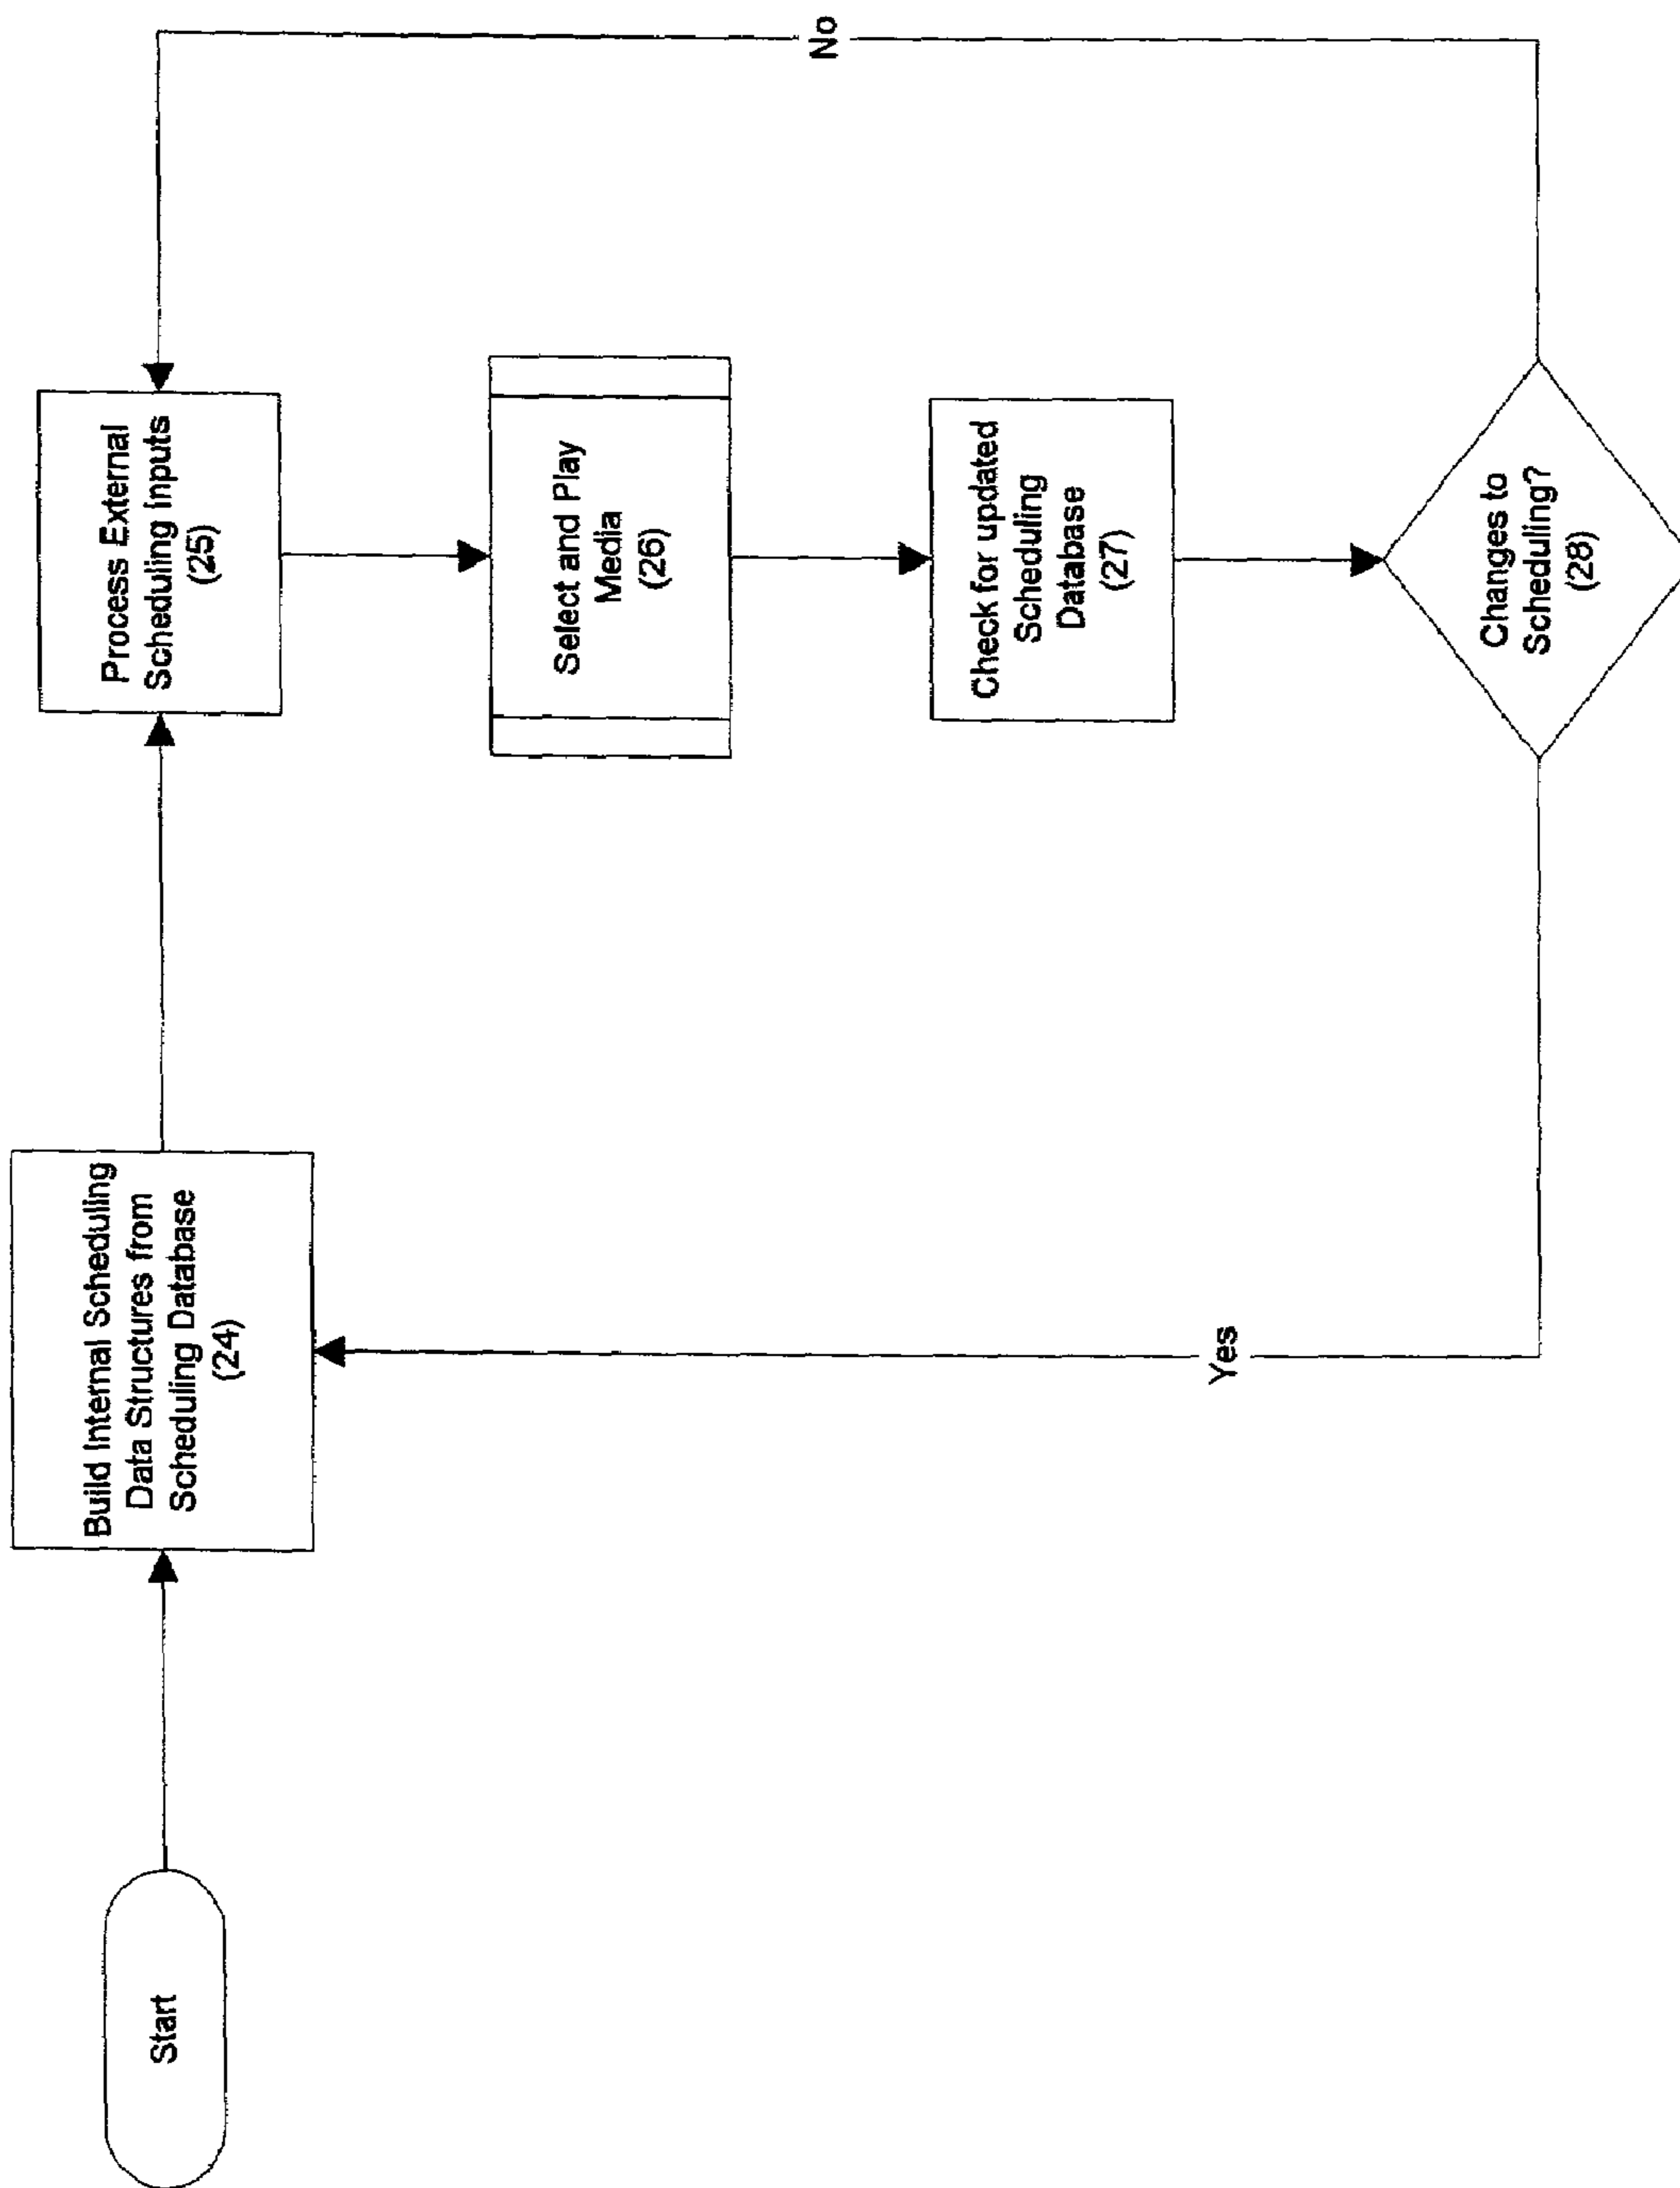 Start
Build Internal Scheduling
Data Structures from
Scheduling Database
(24)
Process External
Scheduling Inputs
(25)
Select and Play
Media
(26)
Check for updated
Scheduling
Database
(27)
Changes to
Scheduling?
(28)
Yes
No